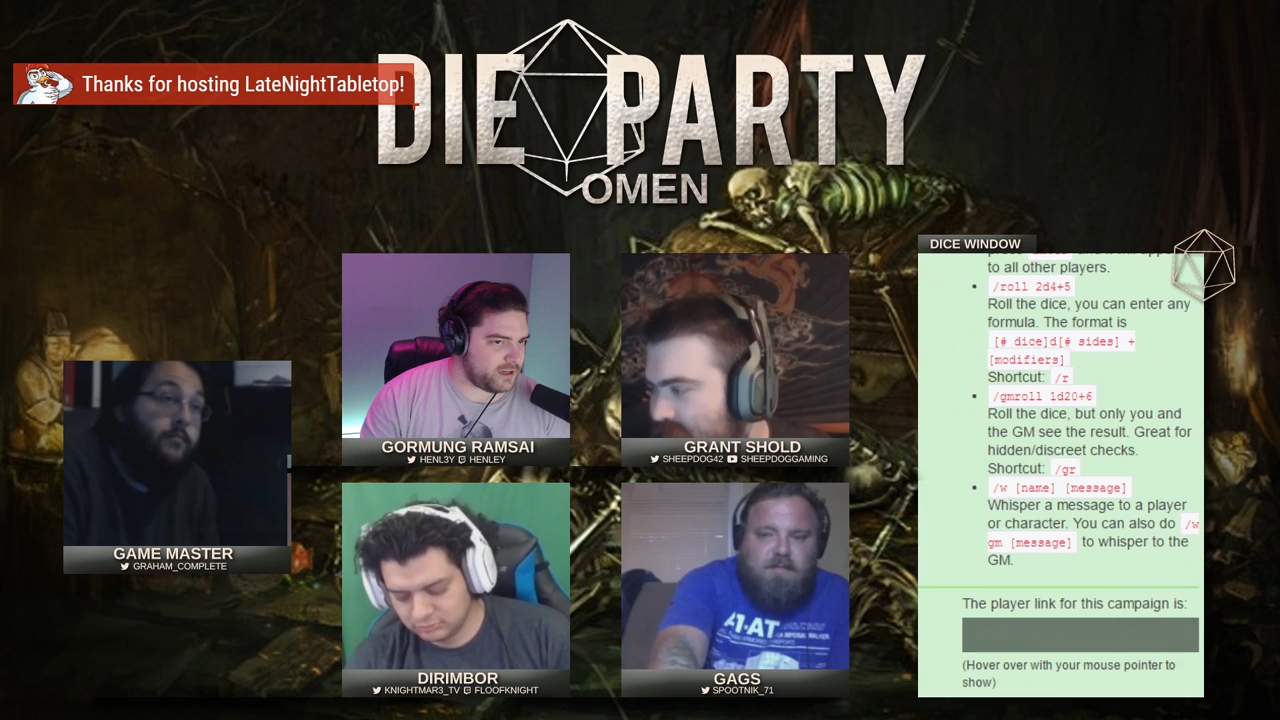 DIE PARTY
Thanks for hosting LateNightTabletop!
OMEN
DICE WINDOW
to all other players.
/roll 2d4+5
Roll the dice, you can enter any
formula. The format is
[# dice]d[# sides] +
[modifiers]
Shortcut: /r
/gmroll 1d20+6
Roll the dice, but only you and
the GM see the result. Great for
hidden/discreet checks.
Shortcut: /gr
/w [name] [message]
Whisper a message to a player
or character. You can also do /w
gm [message] to whisper to the
GM.
The player link for this campaign is:
(Hover over with your mouse pointer to
show)
GORMUNG RAMSAI
HENL3Y HENLEY
GRANT SHOLD
SHEEPDOG42 SHEEPDOGGAMING
GAME MASTER
GRAHAM_COMPLETE
A1-AT
DIRIMBOR
KNIGHTMAR3_TV FLOOFKNIGHT
GAGS
SPOOTNIK_71